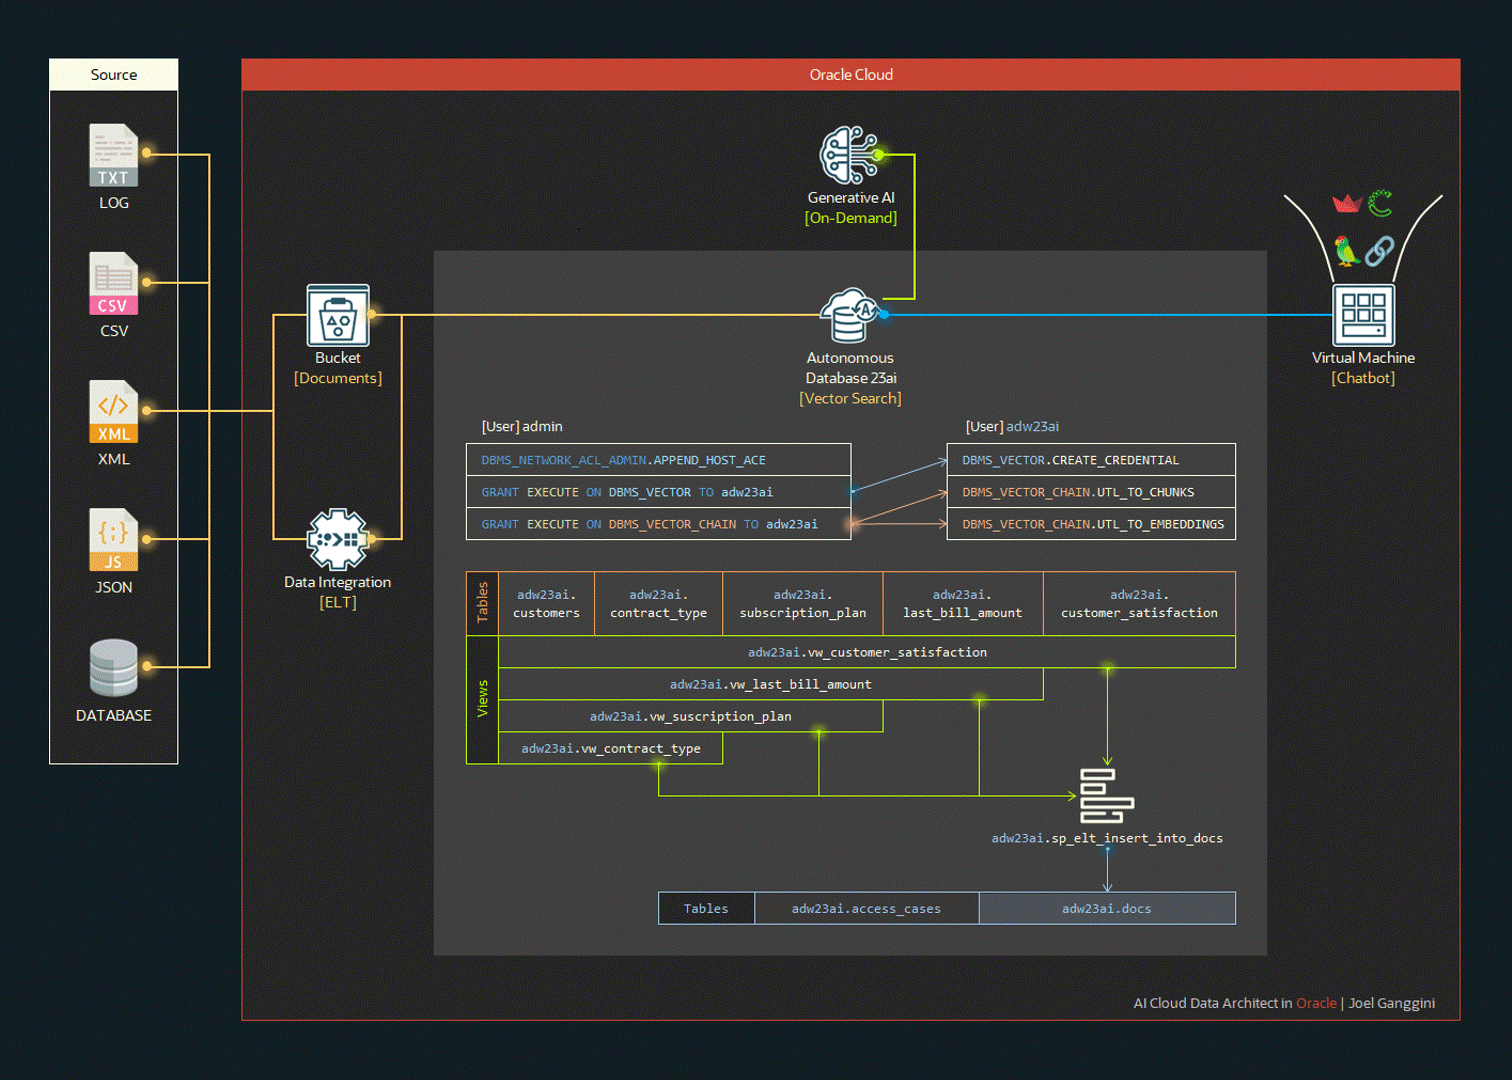 Source
TXT
LOG
CSV
CSV
</>
XML
XML
{;}
JS
JSON
DATABASE
Oracle Cloud
Generative AI
[On-Demand]
Bucket
[Documents]
Data Integration
[ELT]
A
Autonomous
Database 23ai
[Vector Search]
Virtual Machine
[Chatbot]
[User] admin
DBMS_NETWORK_ACL_ADMIN.APPEND_HOST_ACE
GRANT EXECUTE ON DBMS_VECTOR TO adw23ai
GRANT EXECUTE ON DBMS_VECTOR_CHAIN TO adw23ai
[User] adw23ai
DBMS_VECTOR.CREATE_CREDENTIAL
DBMS_VECTOR_CHAIN.UTL_TO_CHUNKS
DBMS_VECTOR_CHAIN.UTL_TO_EMBEDDINGS
Tables
adw23ai.
customers
adw23ai.
contract_type
adw23ai.
subscription_plan
adw23ai.
last_bill_amount
adw23ai.
customer_satisfaction
Views
adw23ai.vw_customer_satisfaction
adw23ai.vw_last_bill_amount
adw23ai.vw_suscription_plan
adw23ai.vw_contract_type
adw23ai.sp_elt_insert_into_docs
Tables
adw23ai.access_cases
adw23ai.docs
AI Cloud Data Architect in Oracle | Joel Ganggini